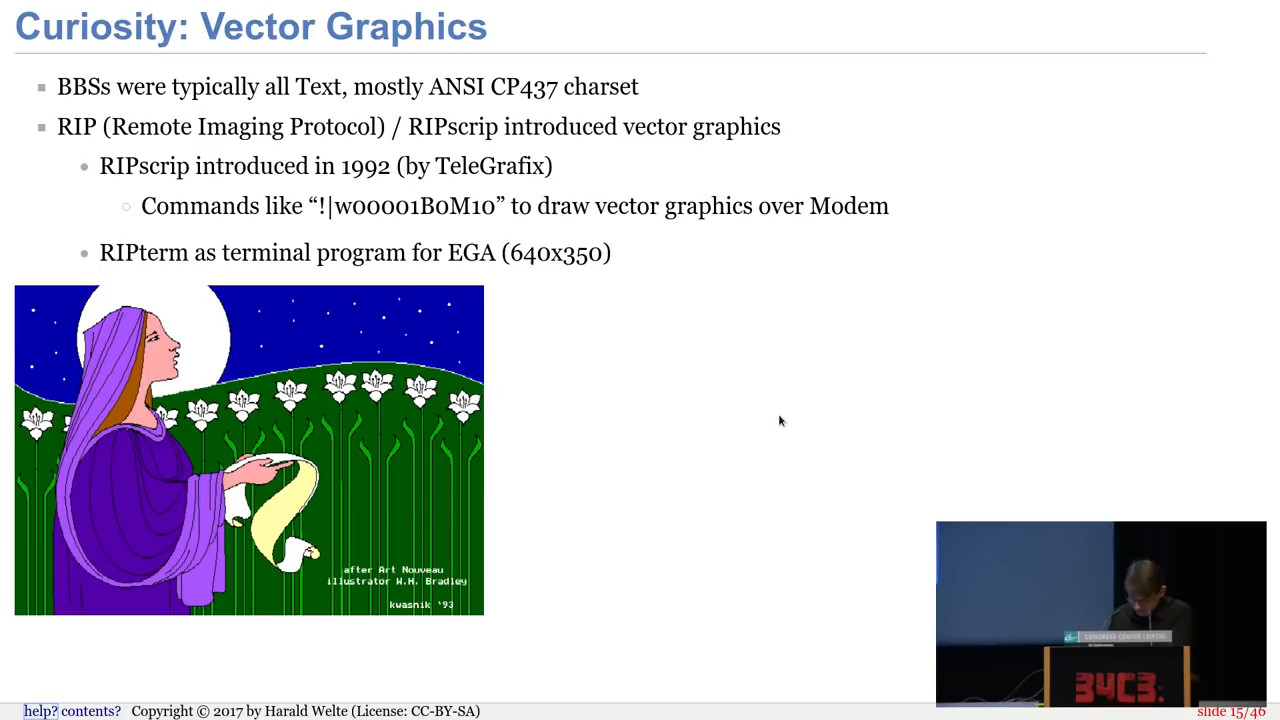 Curiosity: Vector Graphics
BBSs were typically all Text, mostly ANSI CP437 charset
RIP (Remote Imaging Protocol) / RIPscrip introduced vector graphics
RIPscrip introduced in 1992 (by TeleGrafix)
Commands like “!|w00001B0M10” to draw vector graphics over Modem
RIPterm as terminal program for EGA (640x350)
after Art Nouveau
illustrator W.H. Bradley
kwasnik '93
CONGRESS CENTER LEIPZIG
34C3.
help? contents? Copyright © 2017 by Harald Welte (License: CC-BY-SA)
slide 15/46